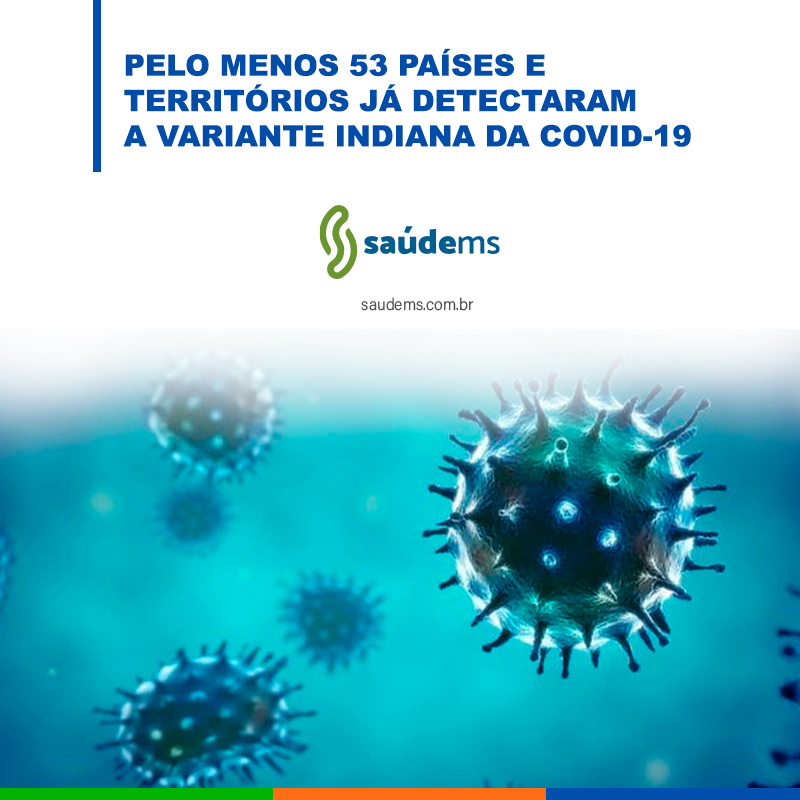 PELO MENOS 53 PAÍSES E
TERRITÓRIOS JÁ DETECTARAM
A VARIANTE INDIANA DA COVID-19
saúdems
saudems.com.br